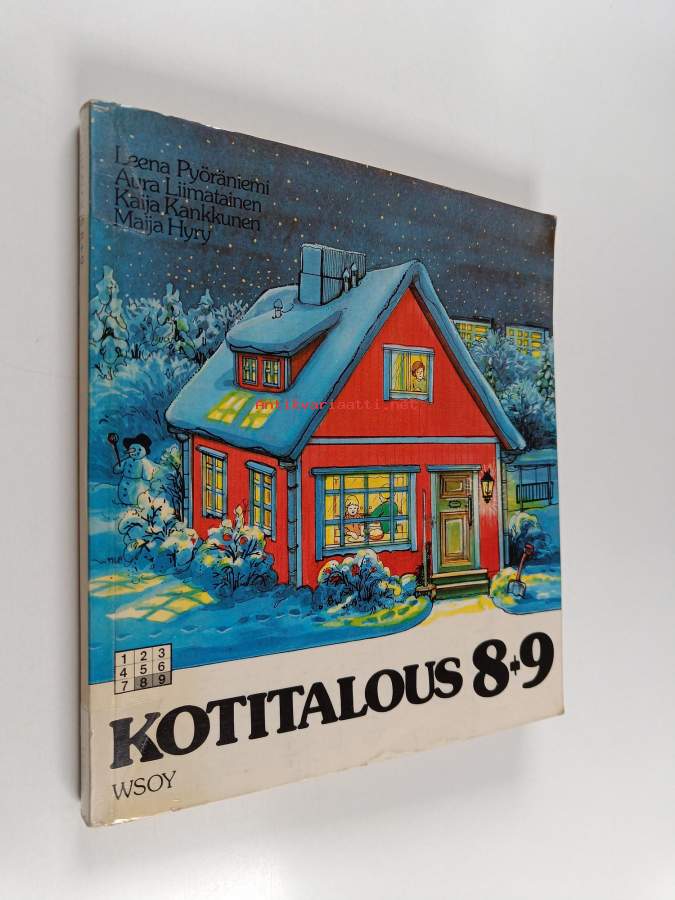 Leena Pyöräniemi
Aura Liimatainen
Kaija Kankkunen
Maija Hyry
Antikvariaatti.net
1 2 3
4 5 6
7 8 9
KOTITALOUS 8+9
WSOY